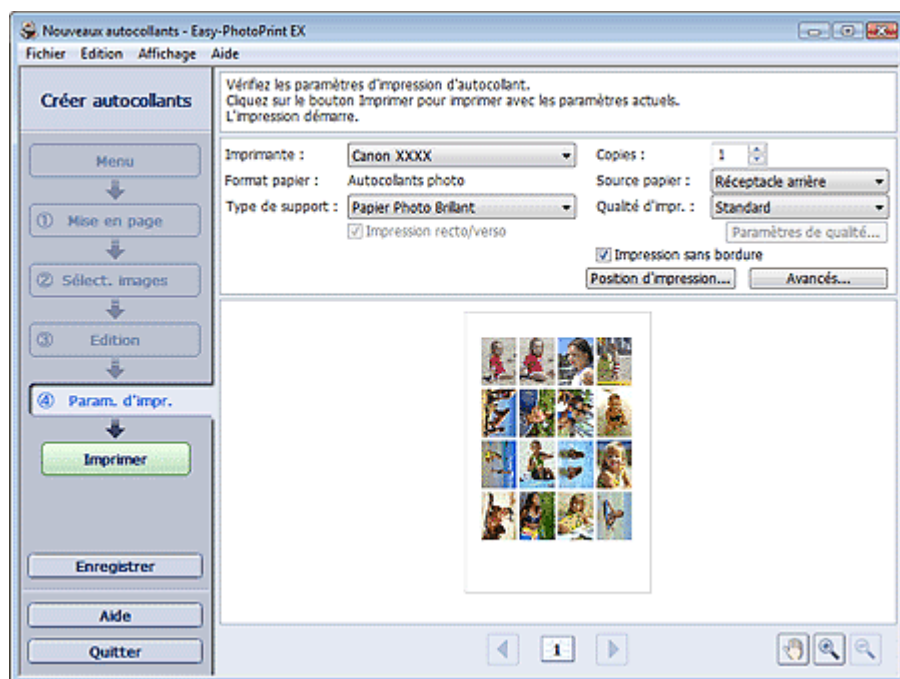 Nouveaux autocollants - Easy-PhotoPrint EX
Fichier Edition Affichage Aide
Créer autocollants
Menu
① Mise en page
② Sélect. images
③ Edition
④ Param. d'impr.
Imprimer
Enregistrer
Aide
Quitter
Vérifiez les paramètres d'impression d'autocollant.
Cliquez sur le bouton Imprimer pour imprimer avec les paramètres actuels.
L'impression démarre.
Imprimante : Canon XXXX
Format papier : Autocollants photo
Type de support : Papier Photo Brillant
Impression recto/verso
Copies : 1
Source papier : Réceptacle arrière
Qualité d'impr. : Standard
Paramètres de qualité...
Impression sans bordure
Position d'impression... Avancés...
1